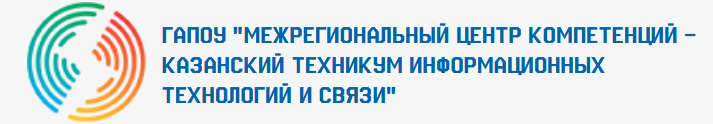 ГАПОУ "МЕЖРЕГИОНАЛЬНЫЙ ЦЕНТР КОМПЕТЕНЦИЙ –
КАЗАНСКИЙ ТЕХНИКУМ ИНФОРМАЦИОННЫХ
ТЕХНОЛОГИЙ И СВЯЗИ"